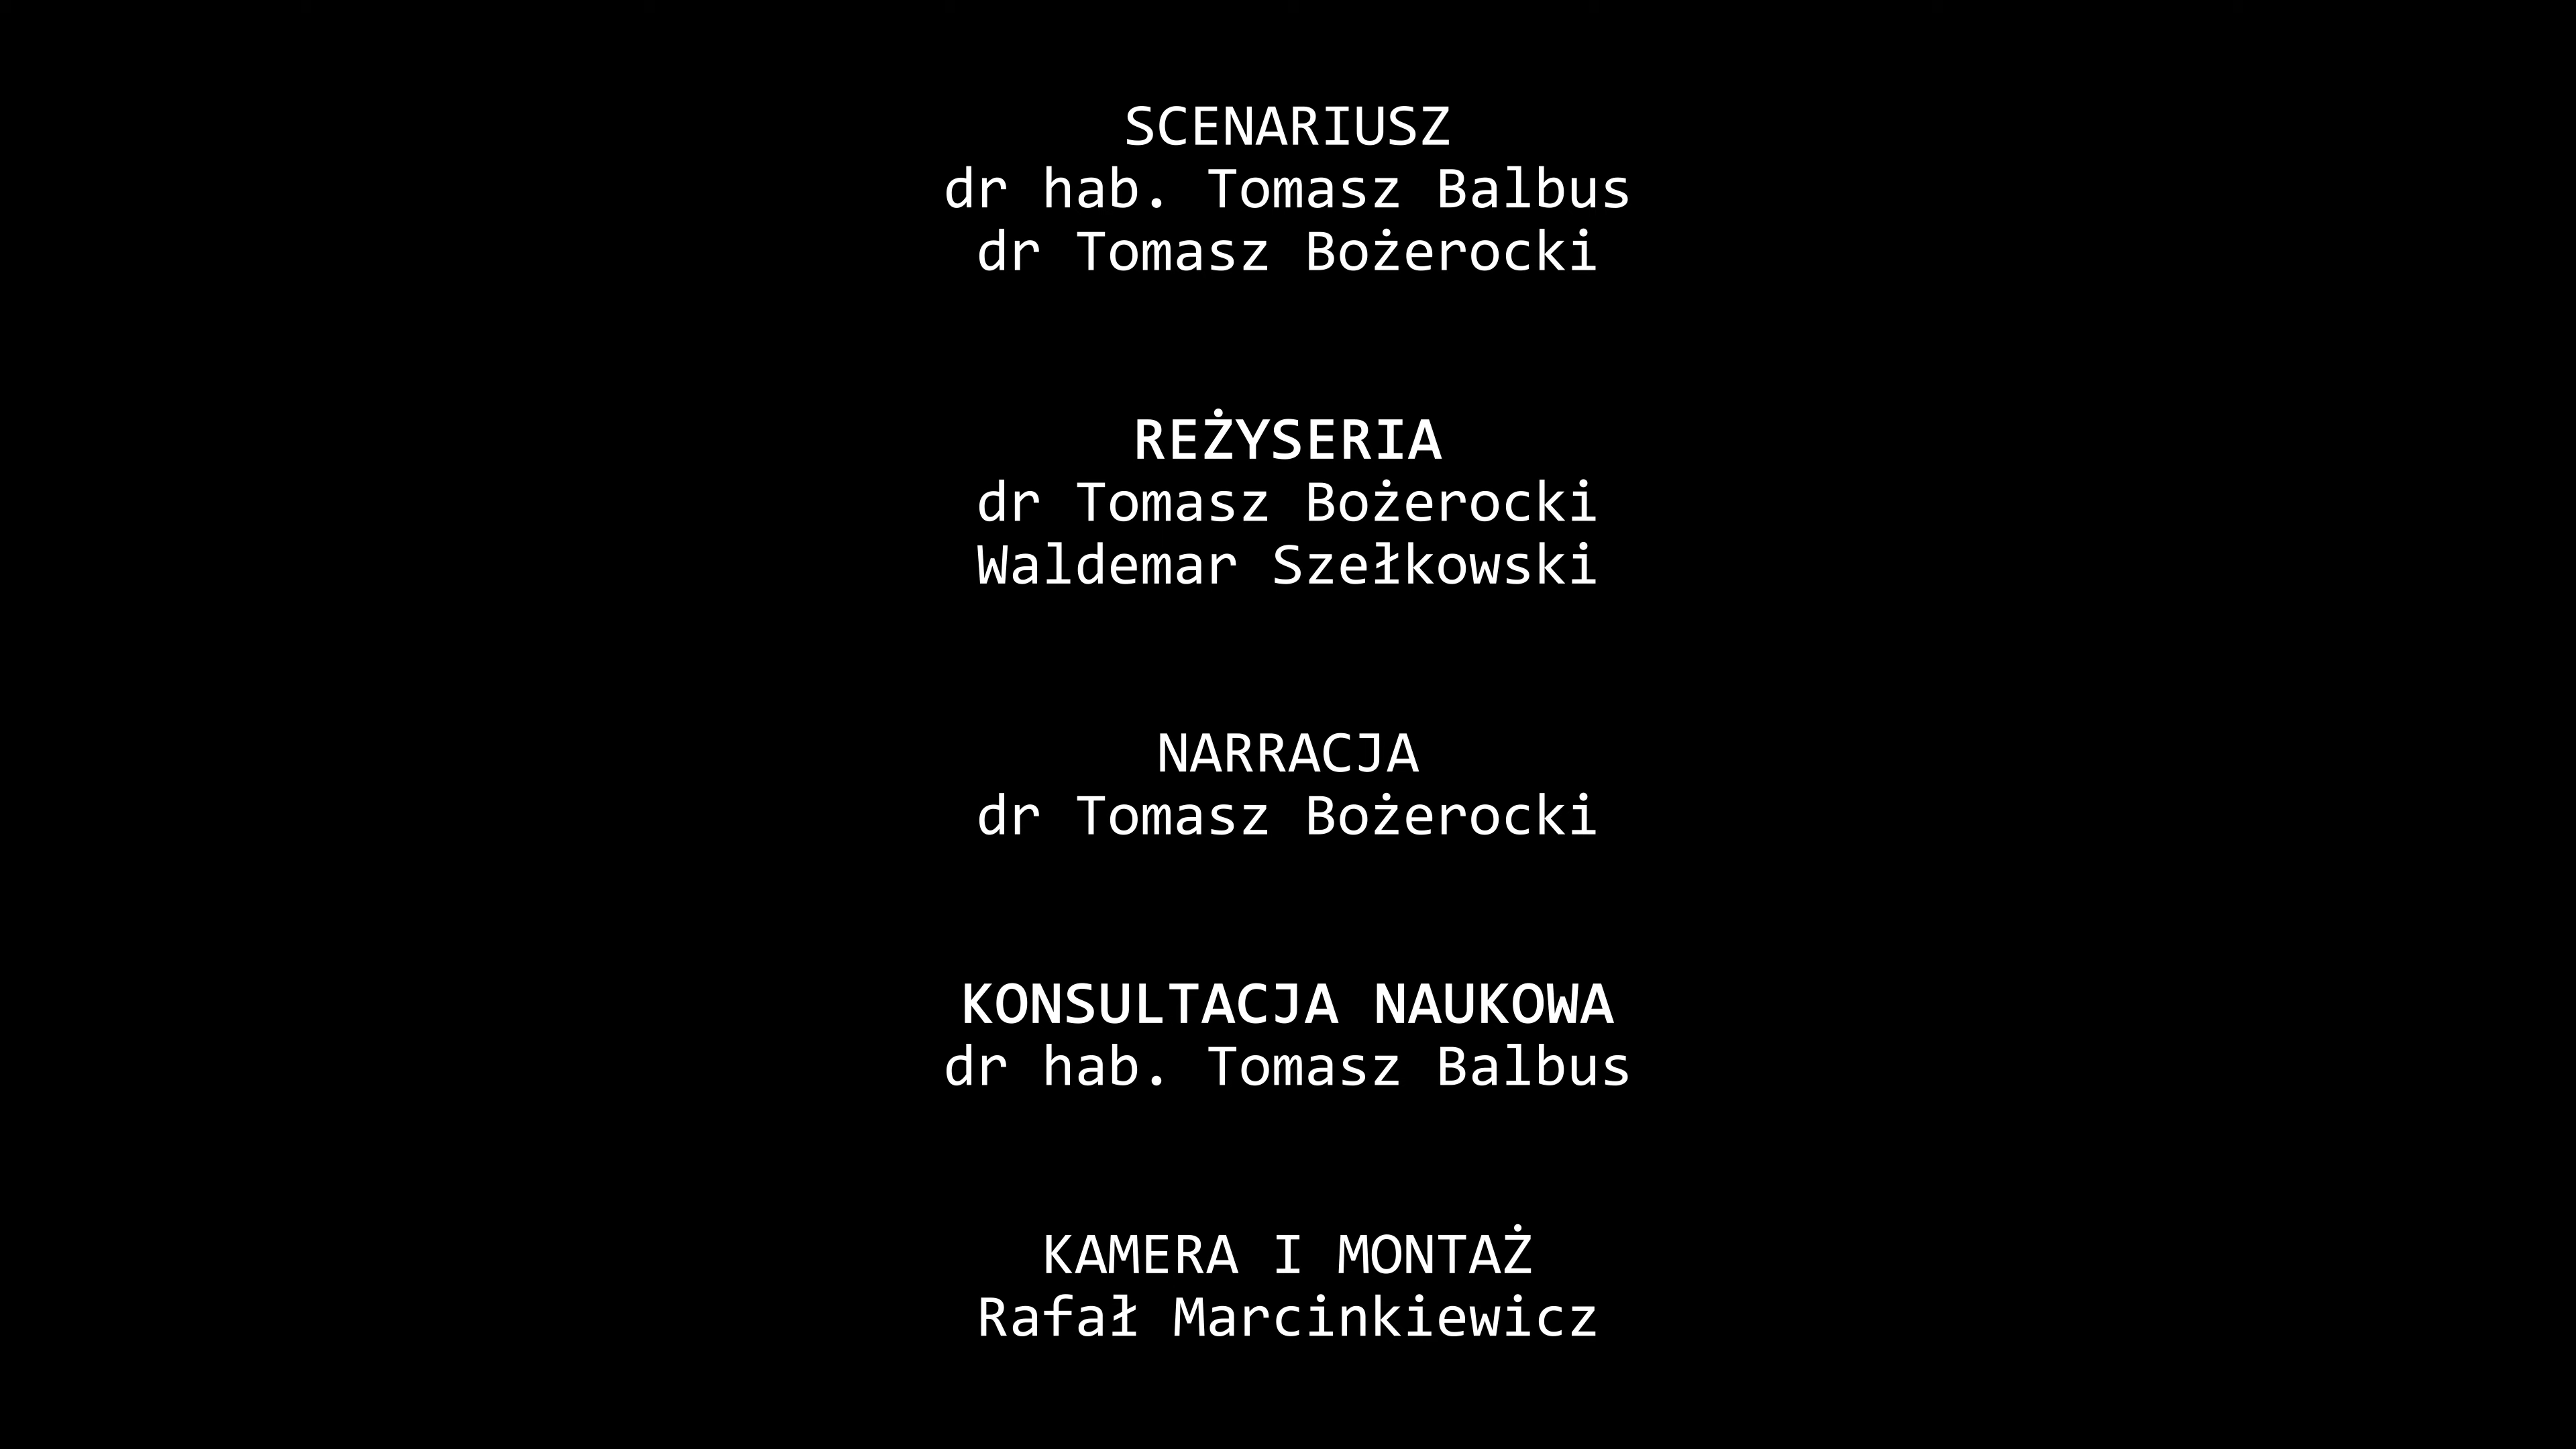 SCENARIUSZ
dr hab. Tomasz Balbus
dr Tomasz Bożerocki
REŻYSERIA
dr Tomasz Bożerocki
Waldemar Szełkowski
NARRACJA
dr Tomasz Bożerocki
KONSULTACJA NAUKOWA
dr hab. Tomasz Balbus
KAMERA I MONTAŻ
Rafał Marcinkiewicz